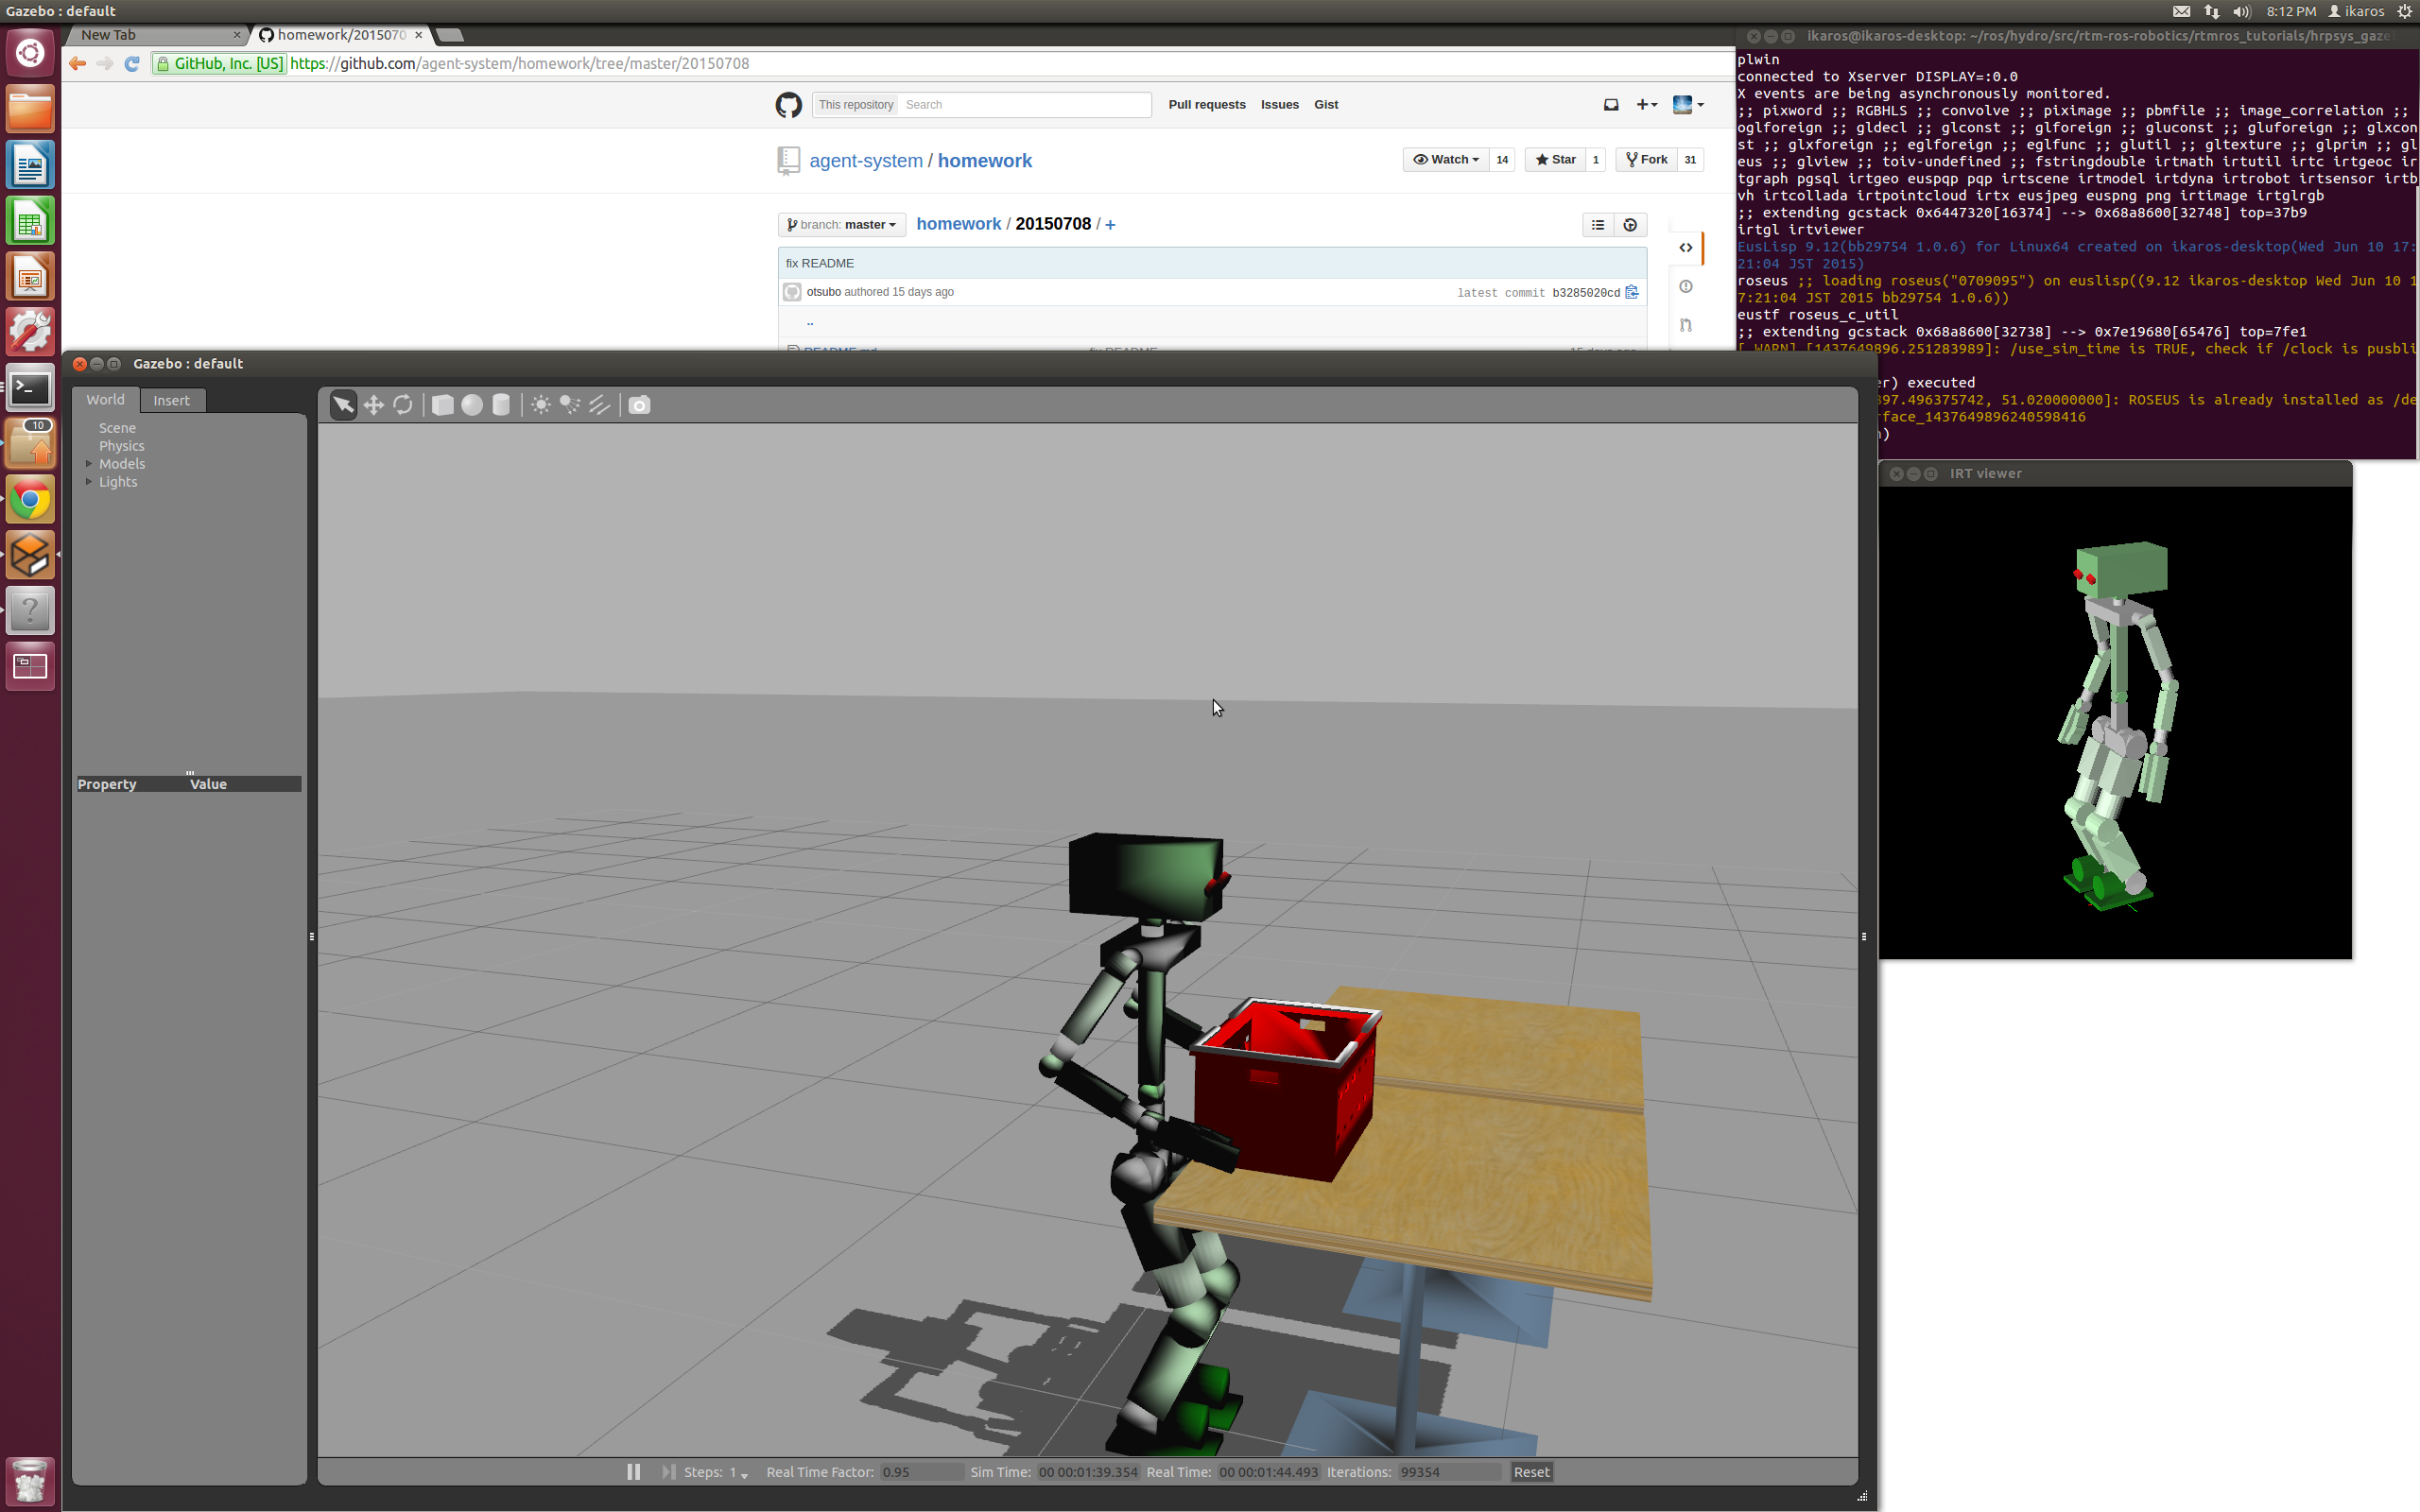 Gazebo : default
8:12 PM
ikaros
New Tab
homework/2015070
GitHub, Inc. [US] https://github.com/agent-system/homework/tree/master/20150708
This repository Search
Pull requests Issues Gist
agent-system / homework
Watch 14 Star 1 Fork 31
branch: master homework / 20150708 / +
fix README
otsubo authored 15 days ago
latest commit b3285020cd
..
README.md fix README 15 days ago
ikaros@ikaros-desktop: ~/ros/hydro/src/rtm-ros-robotics/rtmros_tutorials/hrpsys_gaze
plwin
connected to Xserver DISPLAY=:0.0
X events are being asynchronously monitored.
;; pixword ;; RGBHLS ;; convolve ;; piximage ;; pbmfile ;; image_correlation ;;
oglforeign ;; gldecl ;; glconst ;; glforeign ;; gluconst ;; gluforeign ;; glxcon
st ;; glxforeign ;; eglforeign ;; eglfunc ;; glutil ;; gltexture ;; glprim ;; gl
eus ;; glview ;; toiv-undefined ;; fstringdouble irtmath irtutil irtc irtgeoc ir
tgraph pgsql irtgeo euspqp pqp irtscene irtmodel irtdyna irtrobot irtsensor irtb
vh irtcollada irtpointcloud irtx eusjpeg euspng png irtimage irtglrgb
;; extending gcstack 0x6447320[16374] --> 0x68a8600[32748] top=37b9
irtgl irtviewer
EusLisp 9.12(bb29754 1.0.6) for Linux64 created on ikaros-desktop(Wed Jun 10 17:
21:04 JST 2015)
roseus ;; loading roseus("0709095") on euslisp((9.12 ikaros-desktop Wed Jun 10 1
7:21:04 JST 2015 bb29754 1.0.6))
eustf roseus_c_util
;; extending gcstack 0x68a8600[32738] --> 0x7e19680[65476] top=7fe1
[ WARN] [1437649896.251283989]: /use_sim_time is TRUE, check if /clock is pusbli
er) executed
397.496375742, 51.020000000]: ROSEUS is already installed as /de
rface_1437649896240598416
)
Gazebo : default
World Insert
Scene
Physics
Models
Lights
Property Value
10
IRT viewer
Steps: 1 Real Time Factor: 0.95 Sim Time: 00 00:01:39.354 Real Time: 00 00:01:44.493 Iterations: 99354 Reset